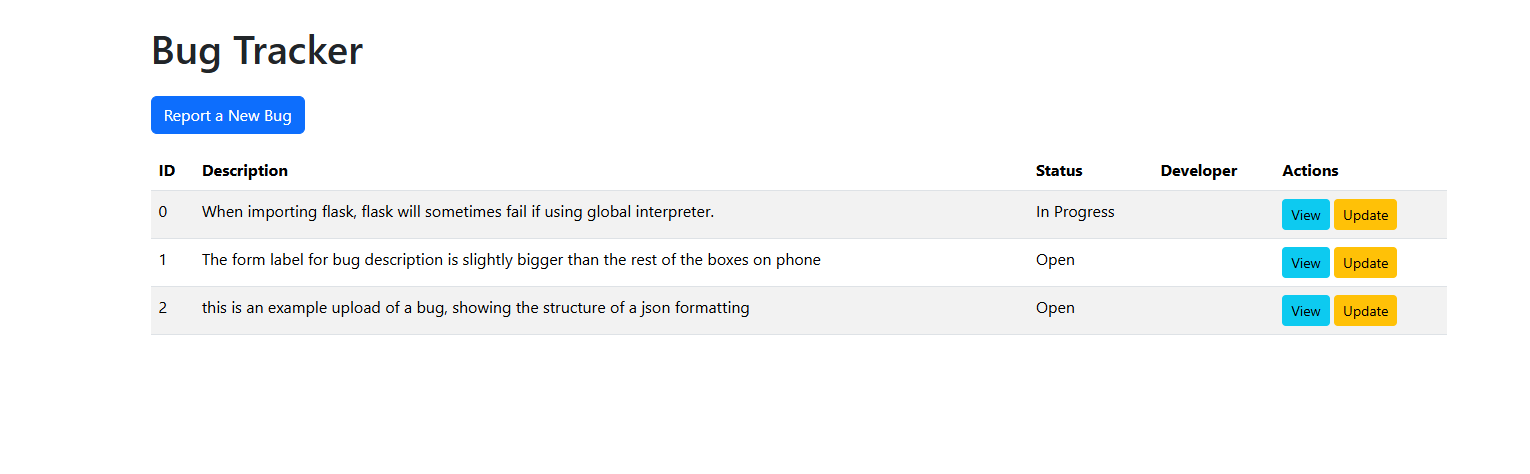 Bug Tracker
Report a New Bug
ID Description Status Developer Actions
0 When importing flask, flask will sometimes fail if using global interpreter. In Progress View Update
1 The form label for bug description is slightly bigger than the rest of the boxes on phone Open View Update
2 this is an example upload of a bug, showing the structure of a json formatting Open View Update